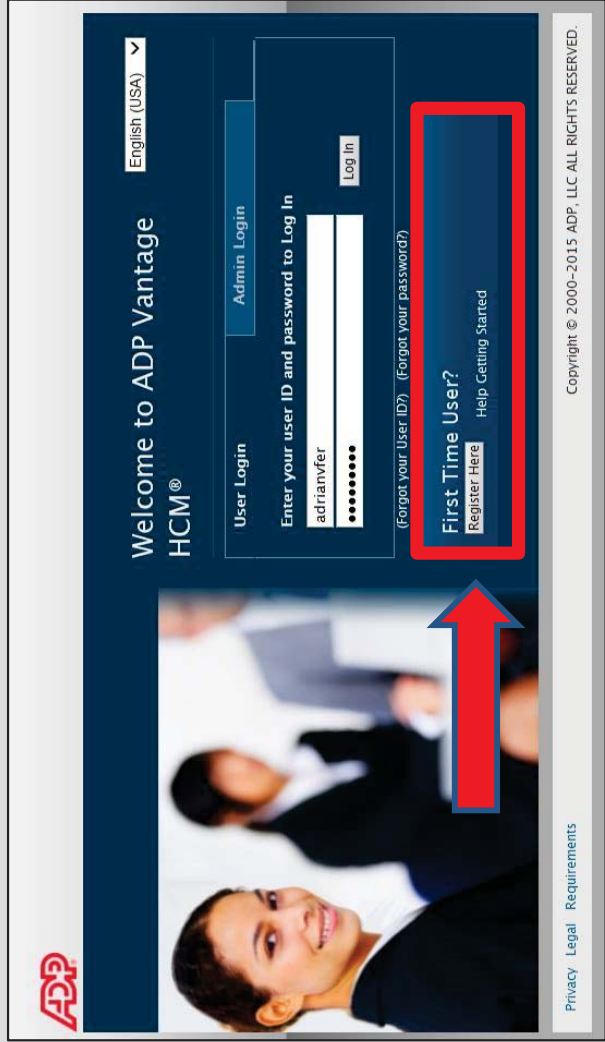 ADP
English (USA)
Welcome to ADP Vantage
HCM®
User Login
Admin Login
Enter your user ID and password to Log In
adrianvfer
•••••••••
Log In
(Forgot your User ID?) (Forgot your password?)
First Time User?
Register Here Help Getting Started
Privacy Legal Requirements
Copyright © 2000-2015 ADP, LLC ALL RIGHTS RESERVED.